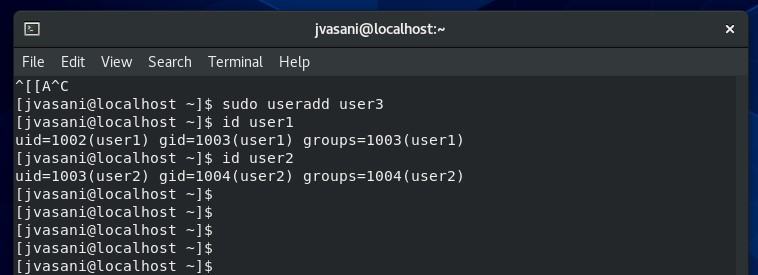 jvasani@localhost:~
File Edit View Search Terminal Help
^[[A^C
[jvasani@localhost ~]$ sudo useradd user3
[jvasani@localhost ~]$ id user1
uid=1002(user1) gid=1003(user1) groups=1003(user1)
[jvasani@localhost ~]$ id user2
uid=1003(user2) gid=1004(user2) groups=1004(user2)
[jvasani@localhost ~]$
[jvasani@localhost ~]$
[jvasani@localhost ~]$
[jvasani@localhost ~]$
[jvasani@localhost ~]$